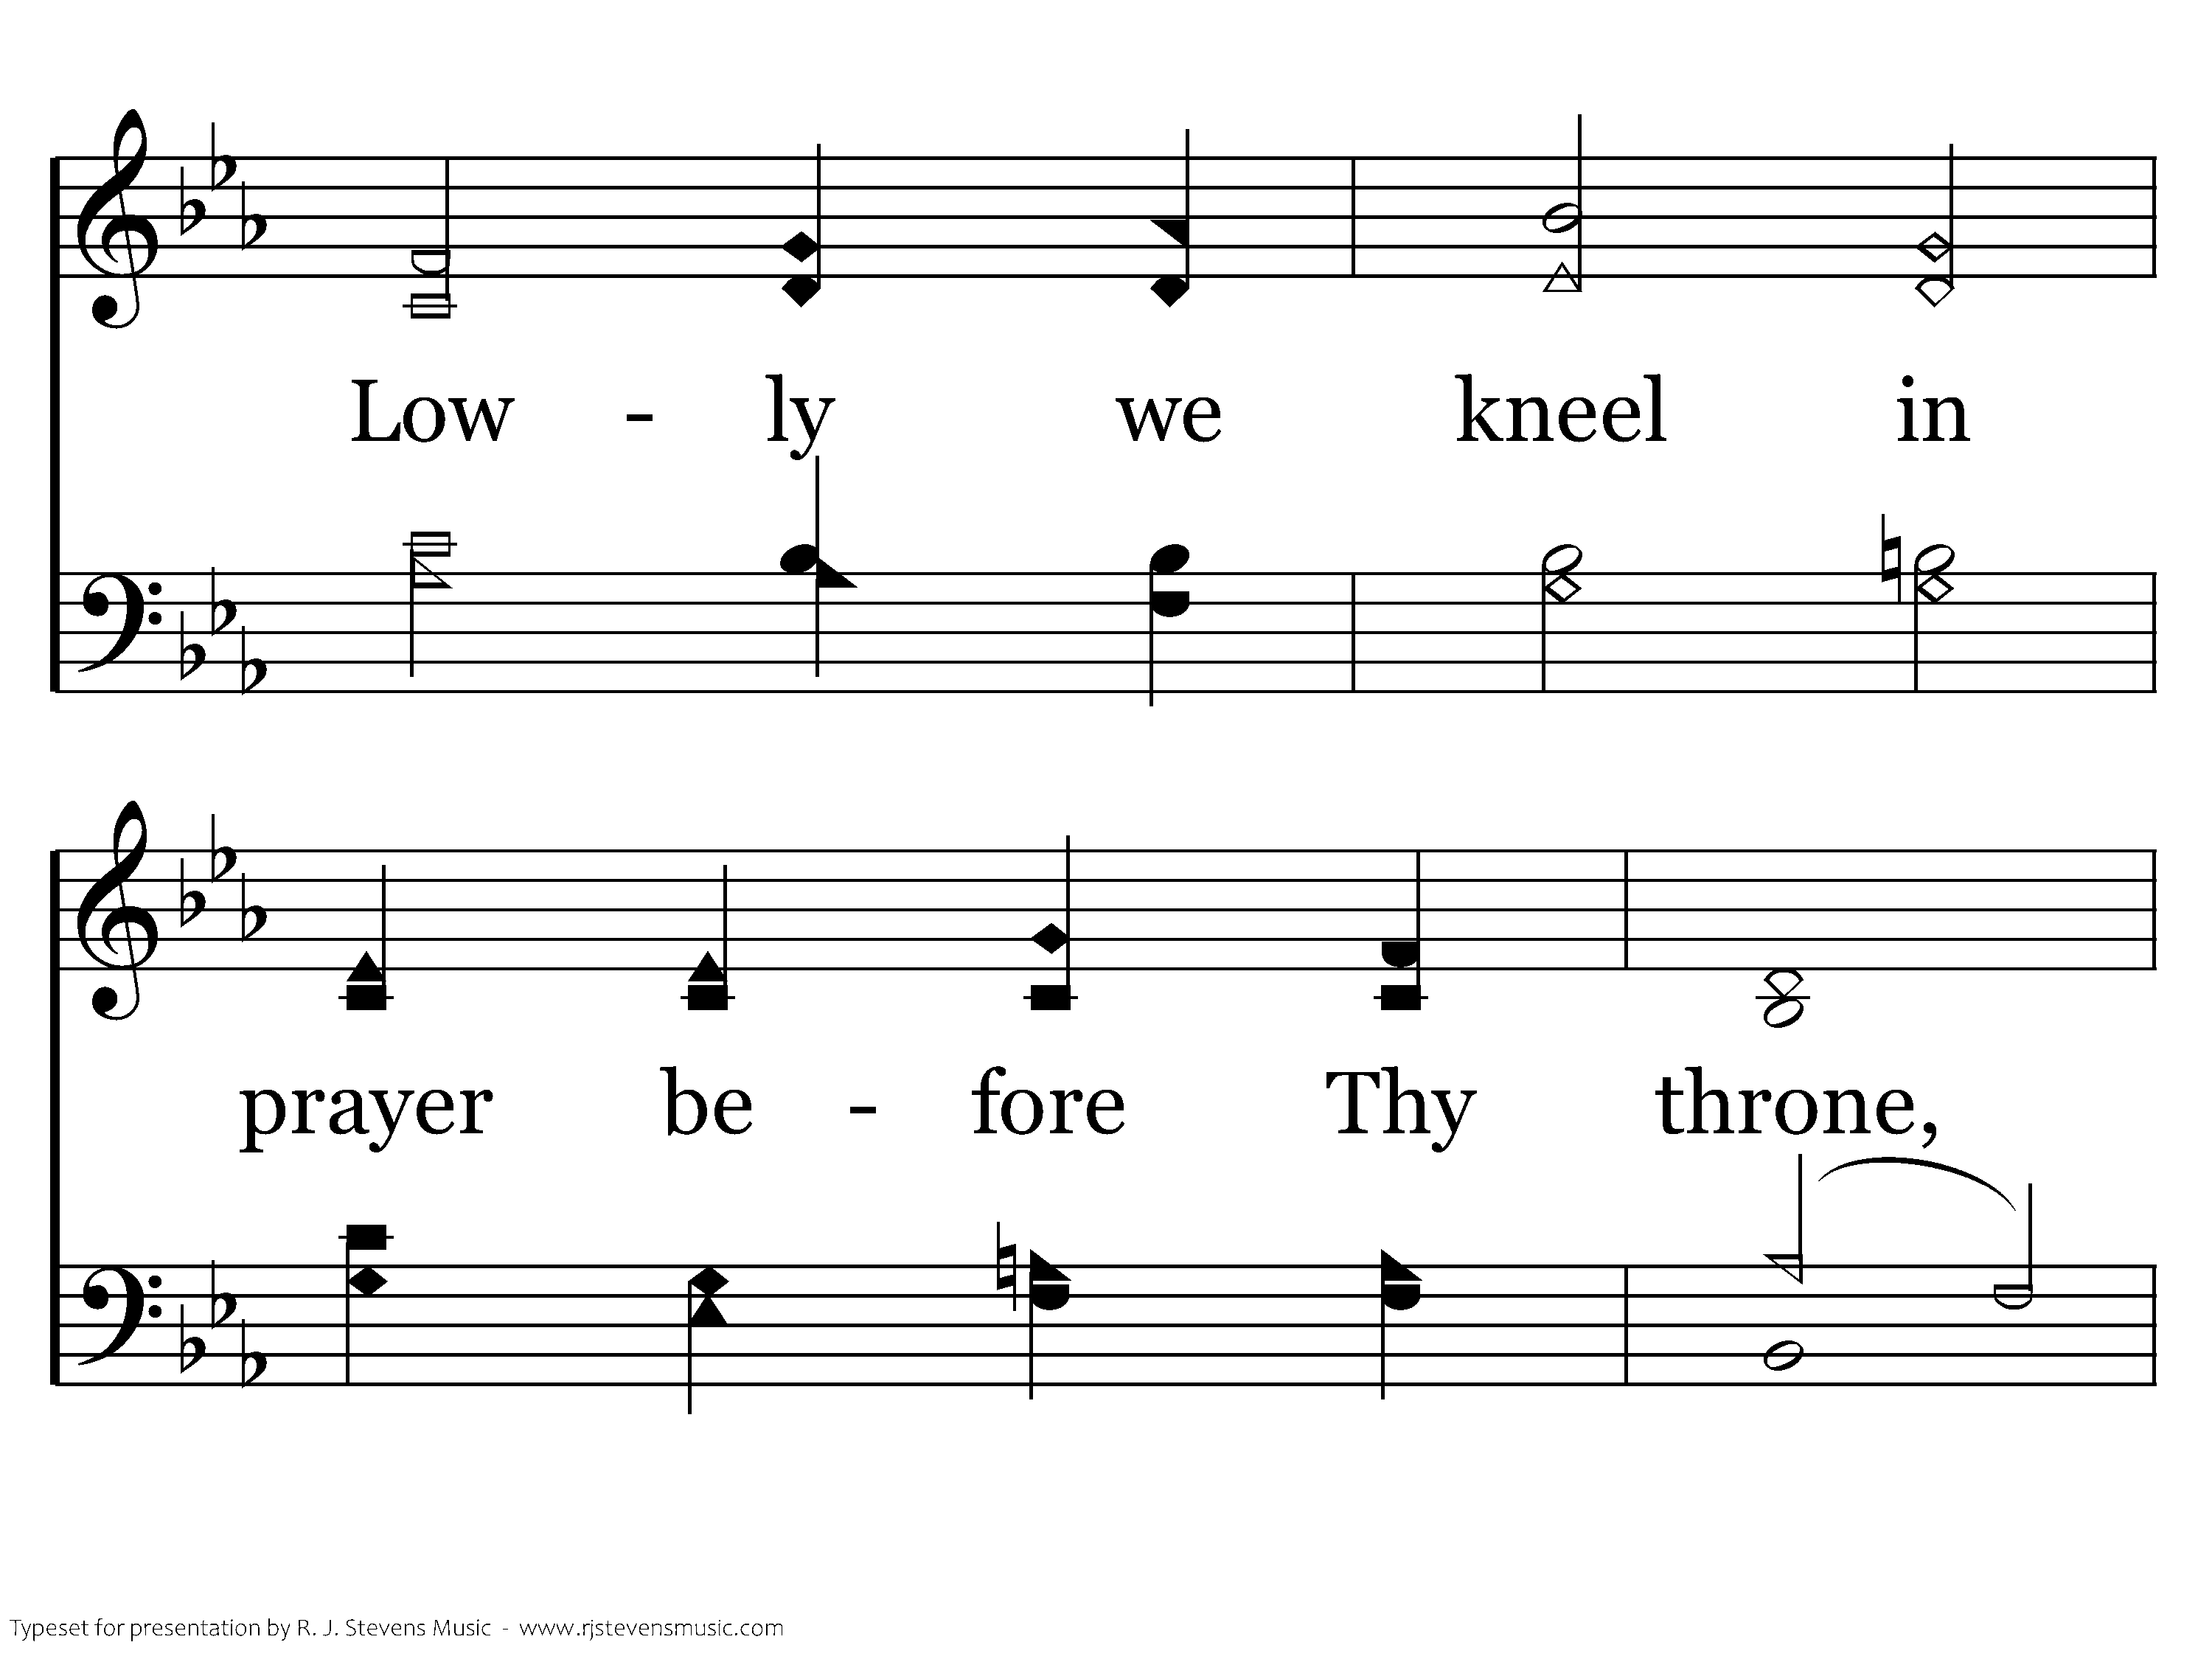 Low - ly we kneel in
prayer be - fore Thy throne,
Typeset for presentation by R. J. Stevens Music - www.rjstevensmusic.com